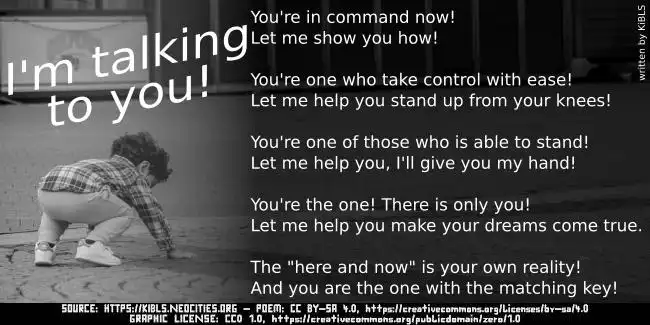 I'm talking
to you!
You're in command now!
Let me show you how!
You're one who take control with ease!
Let me help you stand up from your knees!
You're one of those who is able to stand!
Let me help you, I'll give you my hand!
You're the one! There is only you!
Let me help you make your dreams come true.
The "here and now" is your own reality!
And you are the one with the matching key!
written by KiBLS
SOURCE: HTTPS://KIBLS.NEOCITIES.ORG – POEM: CC BY-SA 4.0, https://creativecommons.org/licenses/by-sa/4.0
GRAPHIC LICENSE: CC0 1.0, https://creativecommons.org/publicdomain/zero/1.0